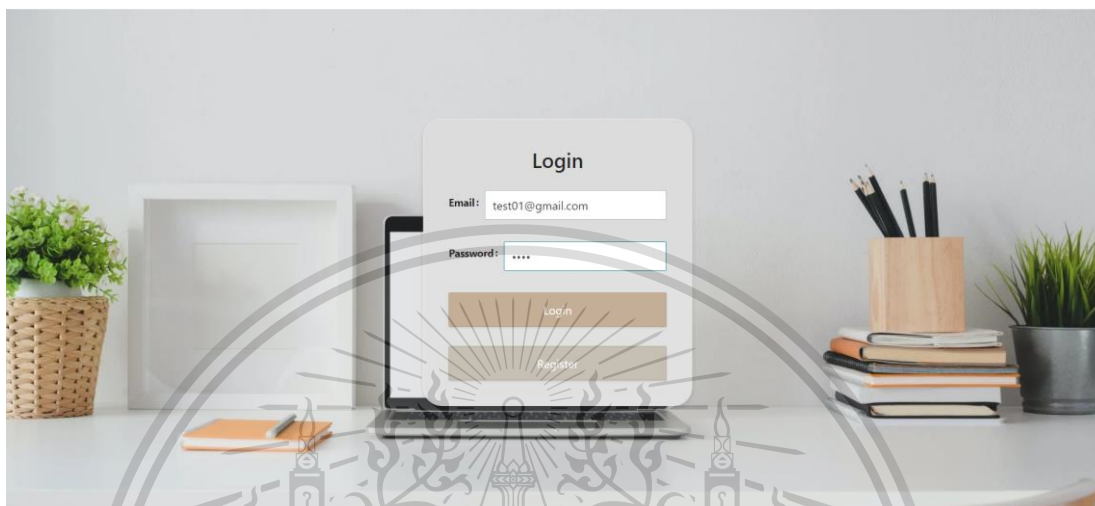 Login
Email :
test01@gmail.com
Password :
••••
Login
Register